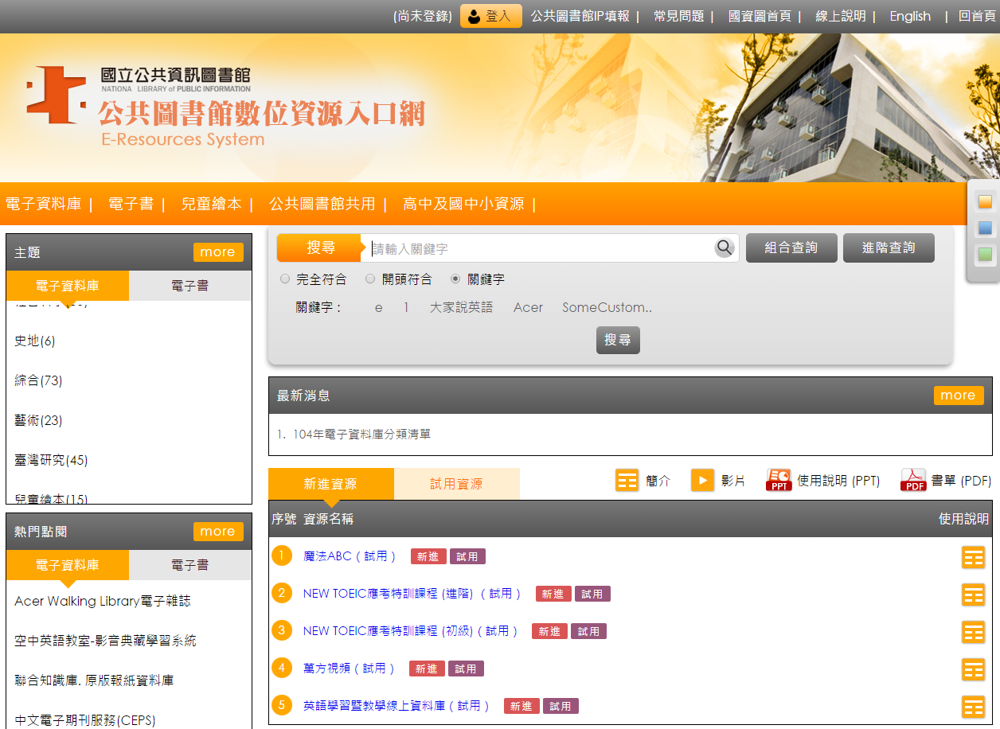 (尚未登錄) 登入 公共圖書館IP填報 | 常見問題 | 國資圖首頁 | 線上說明 | English | 回首頁
國立公共資訊圖書館
NATIONA LIBRARY of PUBLIC INFORMATION
公共圖書館數位資源入口網
E-Resources System
電子資料庫 | 電子書 | 兒童繪本 | 公共圖書館共用 | 高中及國中小資源 |
主題 more
電子資料庫 電子書
史地(6)
綜合(73)
藝術(23)
臺灣研究(45)
兒童繪本(15)
熱門點閱 more
電子資料庫 電子書
Acer Walking Library電子雜誌
空中英語教室-影音典藏學習系統
聯合知識庫. 原版報紙資料庫
中文電子期刊服務(CEPS)
搜尋 請輸入關鍵字 組合查詢 進階查詢
完全符合 開頭符合 關鍵字
關鍵字： e 1 大家說英語 Acer SomeCustom..
搜尋
最新消息 more
1. 104年電子資料庫分類清單
新進資源 試用資源 簡介 影片 PPT 使用說明 (PPT) PDF 書單 (PDF)
序號 資源名稱 使用說明
1 魔法ABC ( 試用 ) 新進 試用
2 NEW TOEIC應考特訓課程 (進階) ( 試用 ) 新進 試用
3 NEW TOEIC應考特訓課程 (初級) ( 試用 ) 新進 試用
4 萬方視頻 ( 試用 ) 新進 試用
5 英語學習暨教學線上資料庫 ( 試用 ) 新進 試用